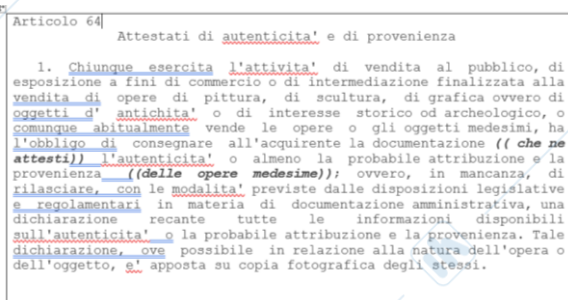 Articolo 64
Attestati di autenticita' e di provenienza
1. Chiunque esercita l'attivita' di vendita al pubblico, di
esposizione a fini di commercio o di intermediazione finalizzata alla
vendita di opere di pittura, di scultura, di grafica ovvero di
oggetti d' antichita' o di interesse storico od archeologico, o
comunque abitualmente vende le opere o gli oggetti medesimi, ha
l'obbligo di consegnare all'acquirente la documentazione (( che ne
attesti)) l'autenticita' o almeno la probabile attribuzione e la
provenienza ((delle opere medesime)); ovvero, in mancanza, di
rilasciare, con le modalita' previste dalle disposizioni legislative
e regolamentari in materia di documentazione amministrativa, una
dichiarazione recante tutte le informazioni disponibili
sull'autenticita' o la probabile attribuzione e la provenienza. Tale
dichiarazione, ove possibile in relazione alla natura dell'opera o
dell'oggetto, e' apposta su copia fotografica degli stessi.